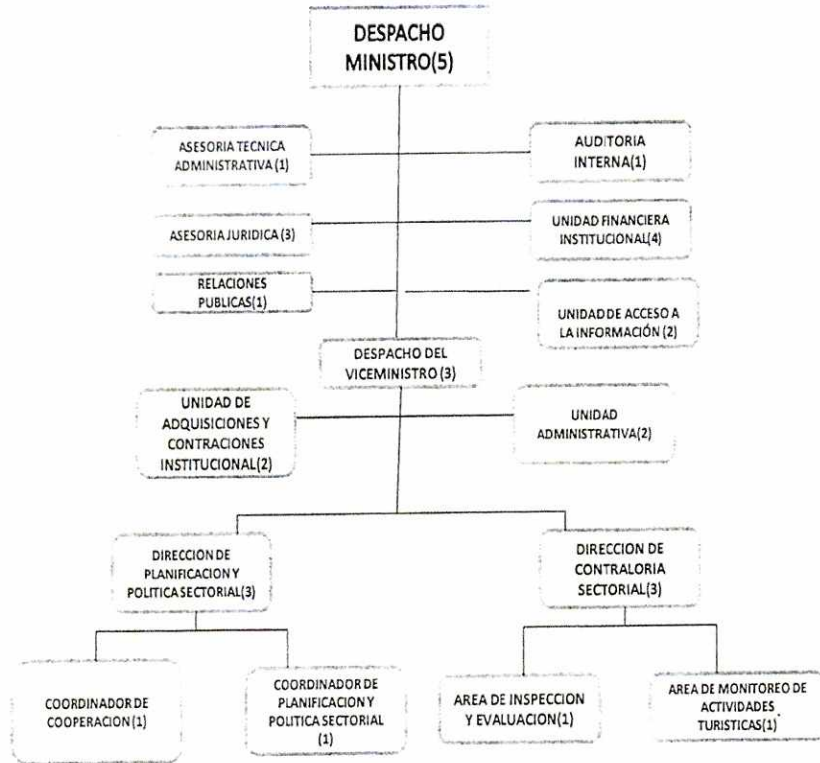 DESPACHO
MINISTRO(5)
ASESORIA TECNICA
ADMINISTRATIVA (1)
AUDITORIA
INTERNA(1)
ASESORIA JURIDICA (3)
UNIDAD FINANCIERA
INSTITUCIONAL(4)
RELACIONES
PUBLICAS(1)
UNIDAD DE ACCESO A
LA INFORMACIÓN (2)
DESPACHO DEL
VICEMINISTRO (3)
UNIDAD DE
ADQUISICIONES Y
CONTRACIONES
INSTITUCIONAL(2)
UNIDAD
ADMINISTRATIVA(2)
DIRECCION DE
PLANIFICACION Y
POLITICA SECTORIAL(3)
DIRECCION DE
CONTRALORIA
SECTORIAL(3)
COORDINADOR DE
COOPERACION (1)
COORDINADOR DE
PLANIFICACION Y
POLITICA SECTORIAL
(1)
AREA DE INSPECCION
Y EVALUACION(1)
AREA DE MONITOREO DE
ACTIVIDADES
TURISTICAS(1)